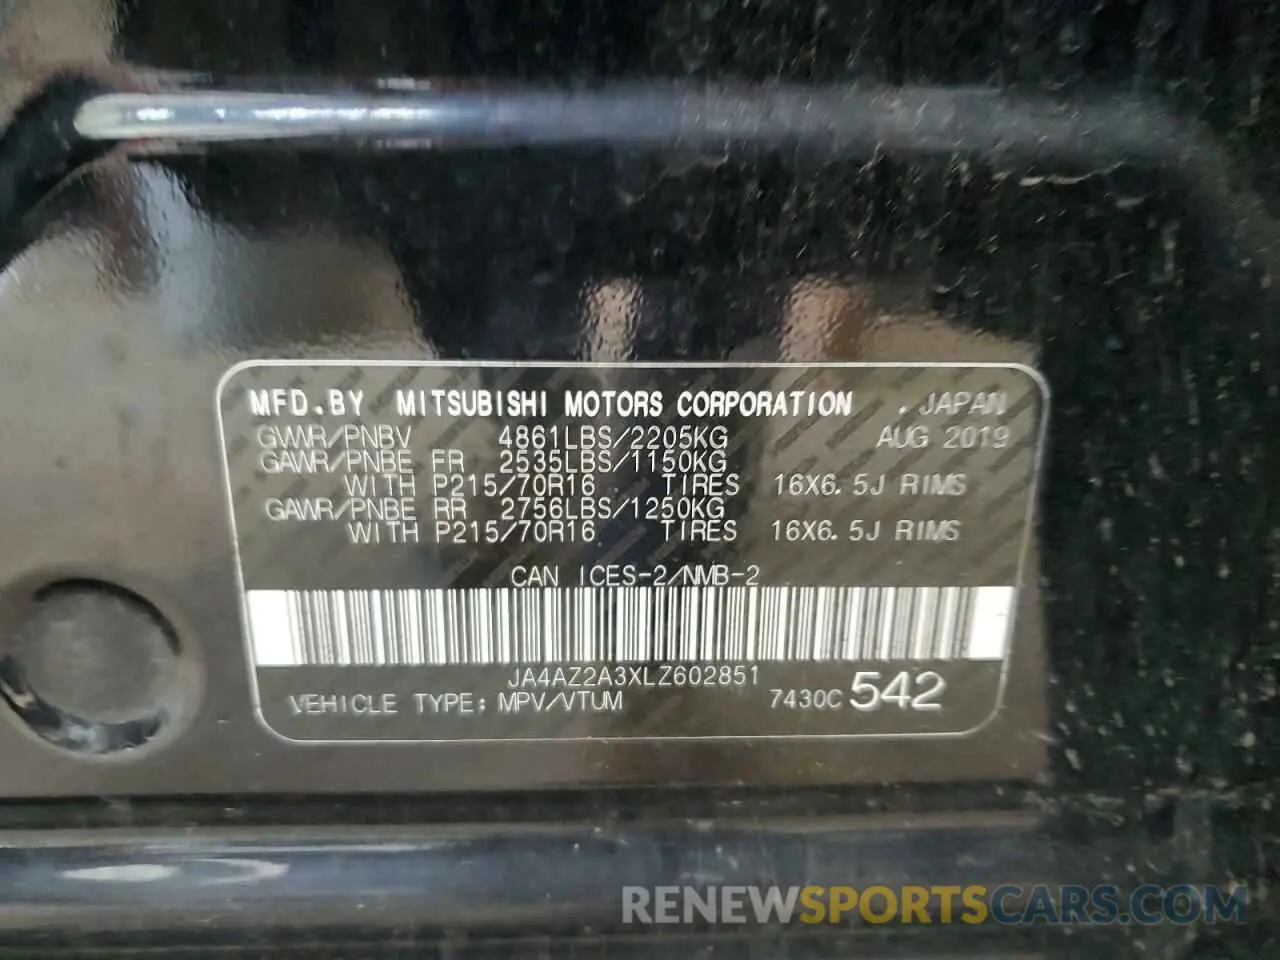 MFD.BY MITSUBISHI MOTORS CORPORATION . JAPAN
GVWR/PNBV 4861LBS/2205KG AUG 2019
GAWR/PNBE FR 2535LBS/1150KG
WITH P215/70R16 TIRES 16X6.5J RIMS
GAWR/PNBE RR 2756LBS/1250KG
WITH P215/70R16 TIRES 16X6.5J RIMS
CAN ICES-2/NMB-2
JA4AZ2A3XLZ602851
VEHICLE TYPE: MPV/VTUM 7430C 542
RENEWSPORTSCARS.COM